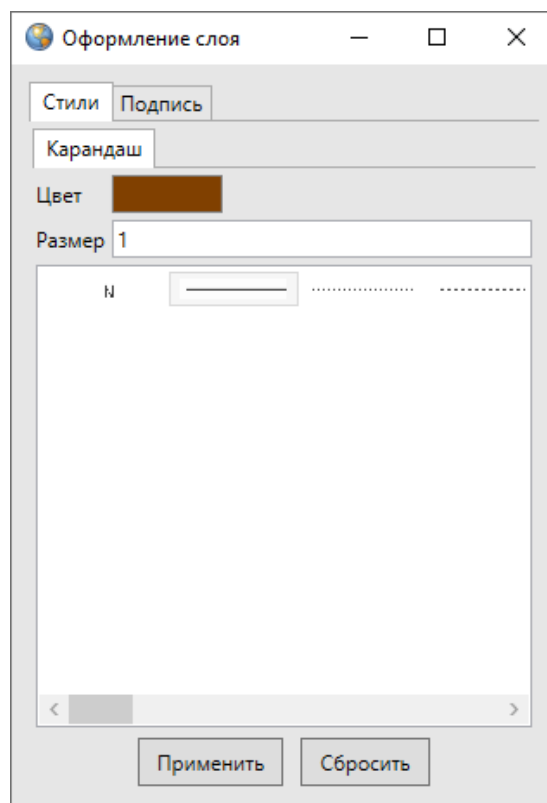 Оформление слоя
Стили Подпись
Карандаш
Цвет
Размер 1
N
Применить Сбросить